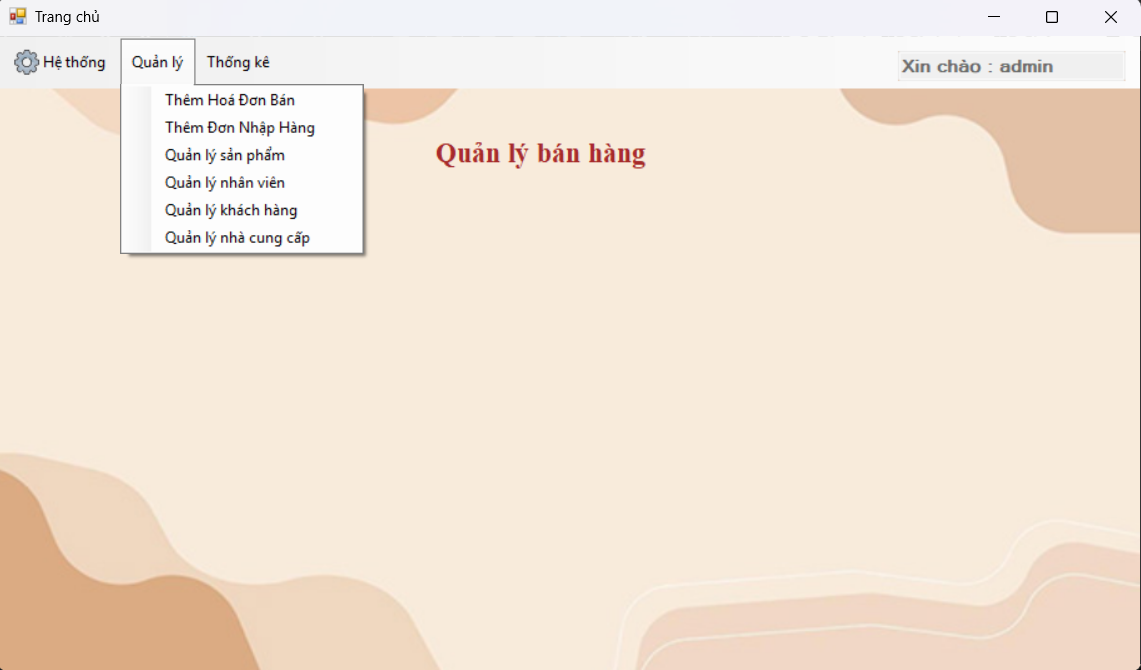 Trang chủ
Hệ thống Quản lý Thống kê
Xin chào : admin
Thêm Hoá Đơn Bán
Thêm Đơn Nhập Hàng
Quản lý sản phẩm
Quản lý nhân viên
Quản lý khách hàng
Quản lý nhà cung cấp
Quản lý bán hàng